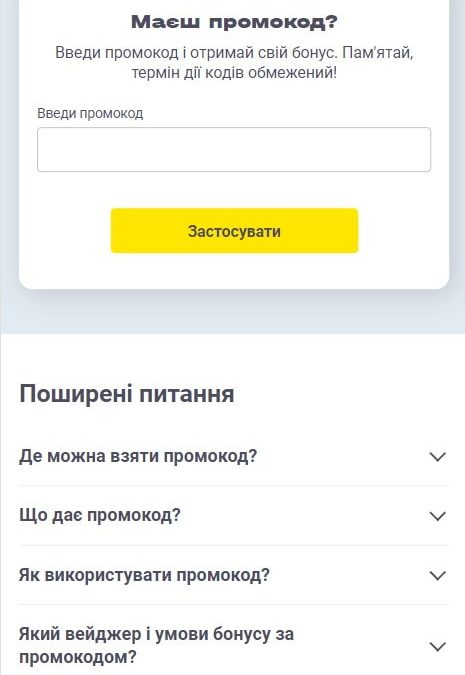 Маєш промокод?
Введи промокод і отримай свій бонус. Пам'ятай,
термін дії кодів обмежений!
Введи промокод
Застосувати
Поширені питання
Де можна взяти промокод?
Що дає промокод?
Як використувати промокод?
Який вейджер і умови бонусу за
промокодом?